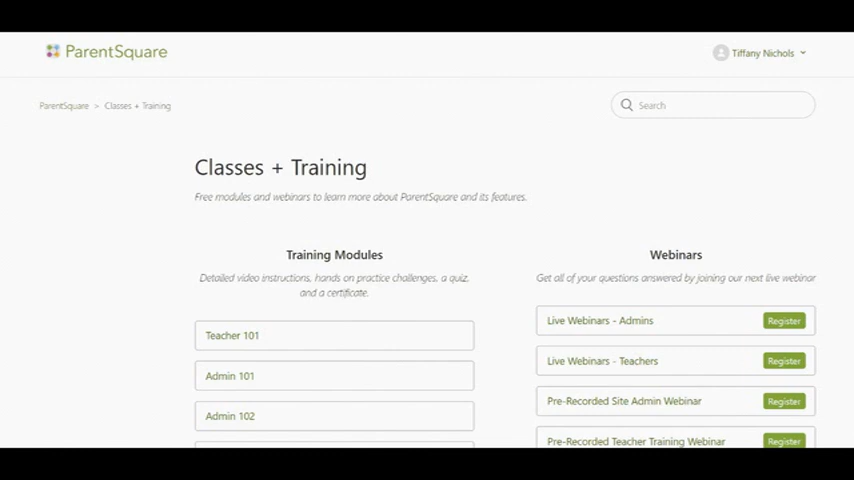 ParentSquare
Tiffany Nichols
ParentSquare > Classes + Training
Search
Classes + Training
Free modules and webinars to learn more about ParentSquare and its features.
Training Modules
Detailed video instructions, hands on practice challenges, a quiz,
and a certificate.
Teacher 101
Admin 101
Admin 102
Webinars
Get all of your questions answered by joining our next live webinar
Live Webinars - Admins Register
Live Webinars - Teachers Register
Pre-Recorded Site Admin Webinar Register
Pre-Recorded Teacher Training Webinar Register